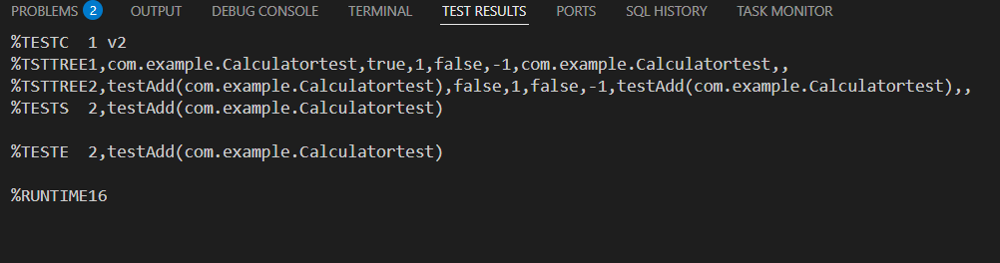 PROBLEMS 2 OUTPUT DEBUG CONSOLE TERMINAL TEST RESULTS PORTS SQL HISTORY TASK MONITOR
%TESTC  1 v2
%TSTTREE1,com.example.Calculatortest,true,1,false,-1,com.example.Calculatortest,,
%TSTTREE2,testAdd(com.example.Calculatortest),false,1,false,-1,testAdd(com.example.Calculatortest),,
%TESTS  2,testAdd(com.example.Calculatortest)
%TESTE  2,testAdd(com.example.Calculatortest)
%RUNTIME16